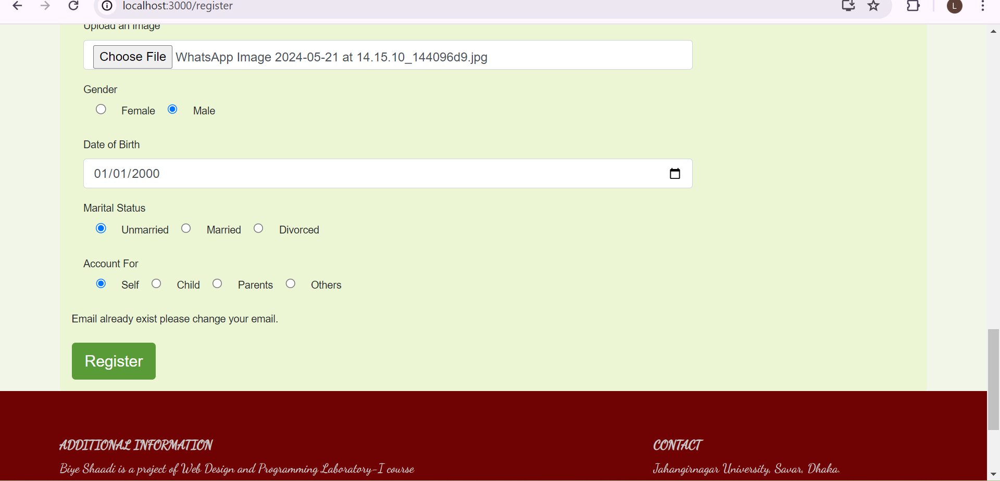 localhost:3000/register
L
Upload an Image
Choose File WhatsApp Image 2024-05-21 at 14.15.10_144096d9.jpg
Gender
Female Male
Date of Birth
01/01/2000
Marital Status
Unmarried Married Divorced
Account For
Self Child Parents Others
Email already exist please change your email.
Register
ADDITIONAL INFORMATION
Biye Shaadi is a project of Web Design and Programming Laboratory-I course
CONTACT
Jahangirnagar University, Savar, Dhaka.